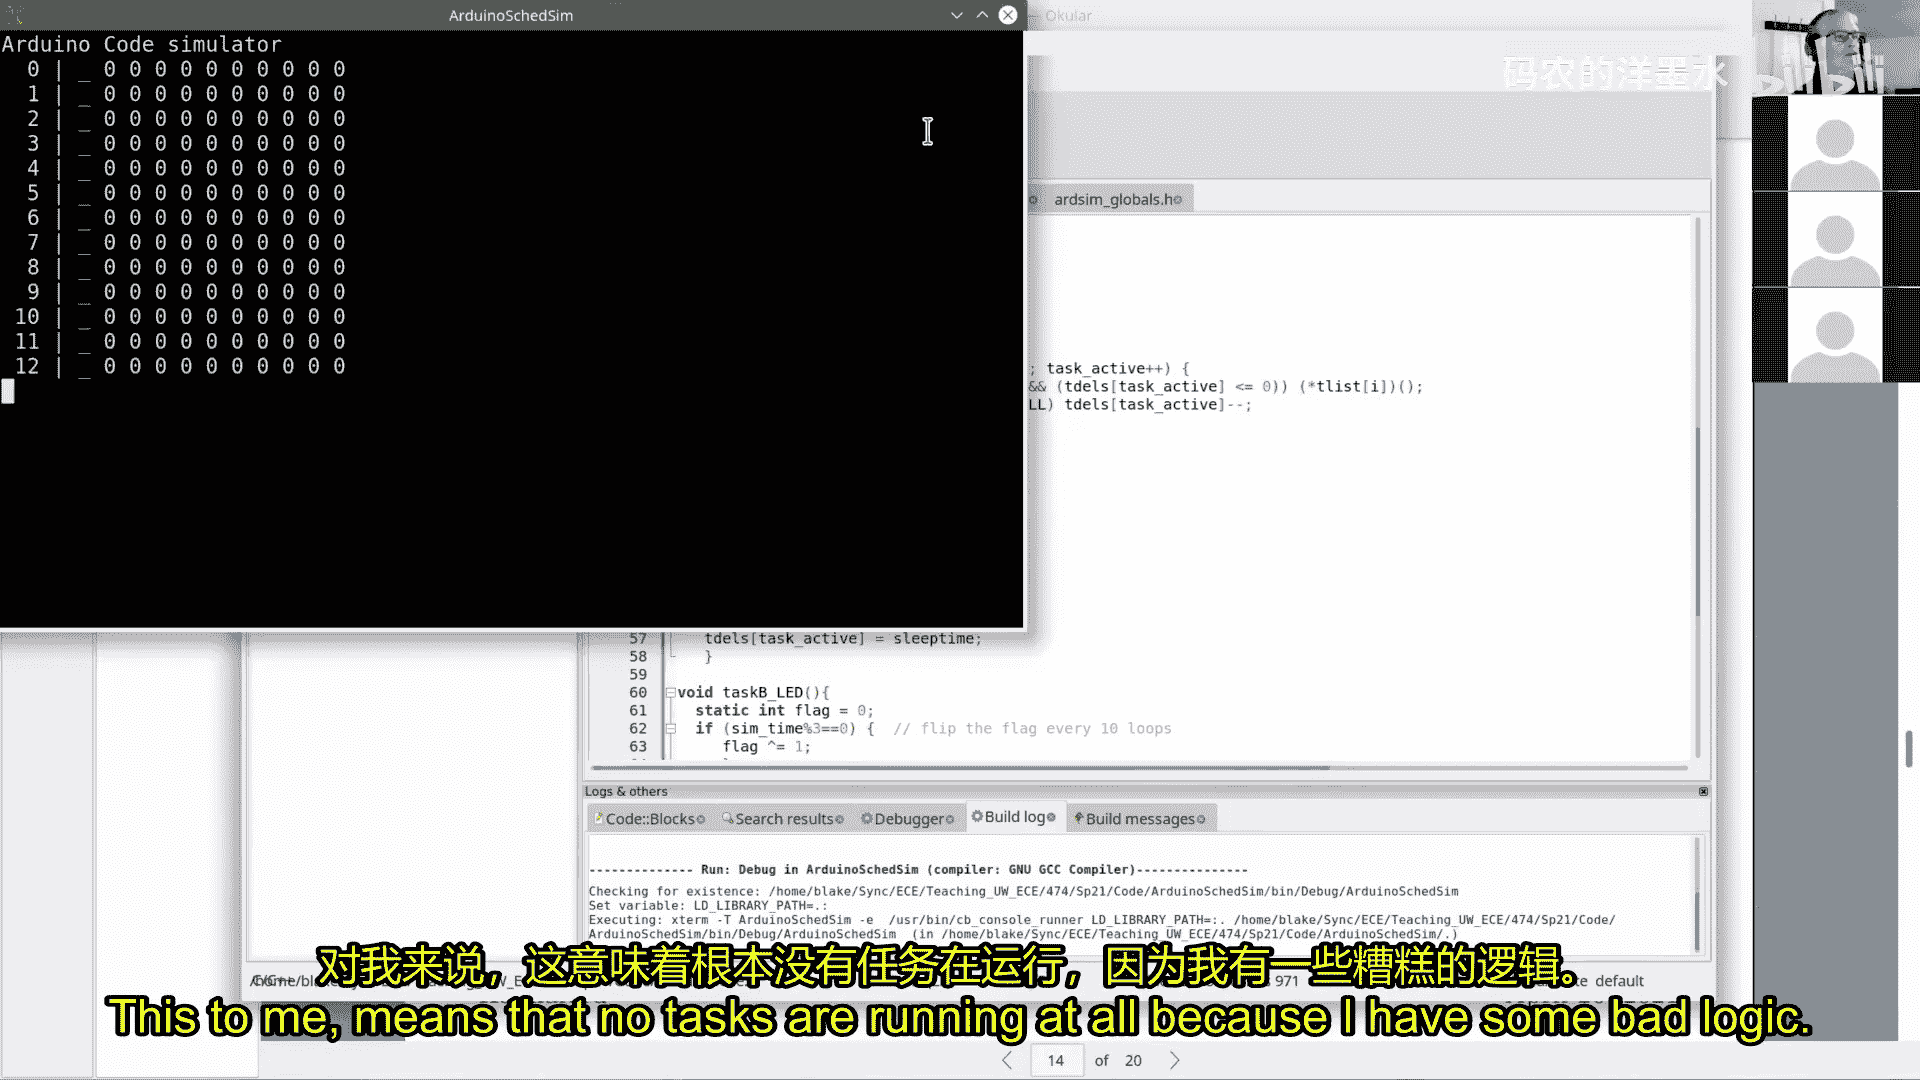 ArduinoSchedSim
Okular
Arduino Code simulator
0 | _ 0 0 0 0 0 0 0 0 0 0
1 | _ 0 0 0 0 0 0 0 0 0 0
2 | _ 0 0 0 0 0 0 0 0 0 0
3 | _ 0 0 0 0 0 0 0 0 0 0
4 | _ 0 0 0 0 0 0 0 0 0 0
5 | _ 0 0 0 0 0 0 0 0 0 0
6 | _ 0 0 0 0 0 0 0 0 0 0
7 | _ 0 0 0 0 0 0 0 0 0 0
8 | _ 0 0 0 0 0 0 0 0 0 0
9 | _ 0 0 0 0 0 0 0 0 0 0
10 | _ 0 0 0 0 0 0 0 0 0 0
11 | _ 0 0 0 0 0 0 0 0 0 0
12 | _ 0 0 0 0 0 0 0 0 0 0
码农的洋墨水 bilibili
ardsim_globals.h
; task_active++) {
&& (tdels[task_active] <= 0)) (*tlist[i])();
LL) tdels[task_active]--;
57 tdels[task_active] = sleeptime;
58 }
59
60 void taskB_LED(){
61 static int flag = 0;
62 if (sim_time%3==0) { // flip the flag every 10 loops
63 flag ^= 1;
Logs & others
Code::Blocks Search results Debugger Build log Build messages
-------------- Run: Debug in ArduinoSchedSim (compiler: GNU GCC Compiler)---------------
Checking for existence: /home/blake/Sync/ECE/Teaching_UW_ECE/474/Sp21/Code/ArduinoSchedSim/bin/Debug/ArduinoSchedSim
Set variable: LD_LIBRARY_PATH=.:
Executing: xterm -T ArduinoSchedSim -e /usr/bin/cb_console_runner LD_LIBRARY_PATH=:. /home/blake/Sync/ECE/Teaching_UW_ECE/474/Sp21/Code/
ArduinoSchedSim/bin/Debug/ArduinoSchedSim (in /home/blake/Sync/ECE/Teaching_UW_ECE/474/Sp21/Code/ArduinoSchedSim/.)
971 default
对我来说，这意味着根本没有任务在运行，因为我有一些糟糕的逻辑。
This to me, means that no tasks are running at all because I have some bad logic.
14 of 20